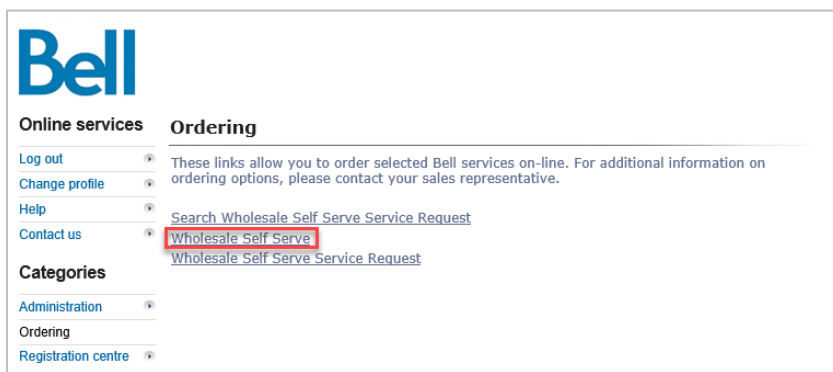 Bell
Online services
Log out
Change profile
Help
Contact us
Categories
Administration
Ordering
Registration centre
Ordering
These links allow you to order selected Bell services on-line. For additional information on
ordering options, please contact your sales representative.
Search Wholesale Self Serve Service Request
Wholesale Self Serve
Wholesale Self Serve Service Request